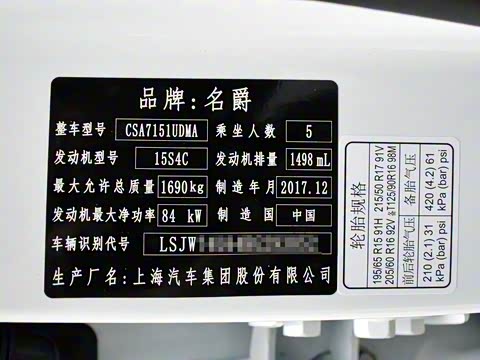 品牌:名爵
整车型号 CSA7151UDMA 乘坐人数 5
发动机型号 15S4C 发动机排量 1498 mL
最大允许总质量 1690kg 制造年月 2017.12
发动机最大净功率 84 kW 制造国 中国
车辆识别代号 LSJW
生产厂名:上海汽车集团股份有限公司
轮胎规格
195/65 R15 91H 215/50 R17 91V
205/60 R16 92V T125/90R16 98M
前后轮胎气压 备胎气压
210 (2.1) 31 420 (4.2) 61
kPa (bar) psi kPa (bar) psi